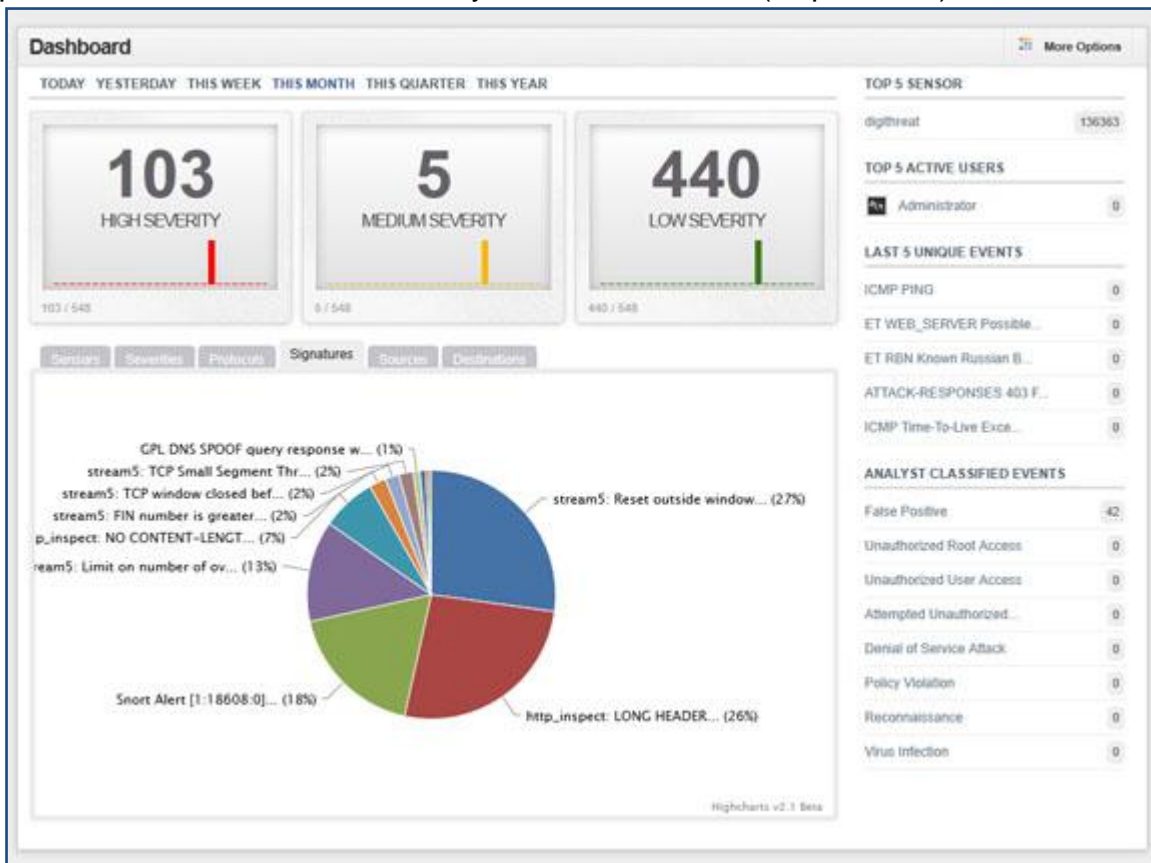 Dashboard
More Options
TODAY YESTERDAY THIS WEEK THIS MONTH THIS QUARTER THIS YEAR
103
HIGH SEVERITY
103 / 548
5
MEDIUM SEVERITY
5 / 548
440
LOW SEVERITY
440 / 548
Sensors Severities Protocols Signatures Sources Destinations
GPL DNS SPOOF query response w... (1%)
stream5: TCP Small Segment Thr... (2%)
stream5: TCP window closed bef... (2%)
stream5: FIN number is greater... (2%)
p_inspect: NO CONTENT-LENGT... (7%)
ream5: Limit on number of ov... (13%)
Snort Alert [1:18608:0]... (18%)
stream5: Reset outside window... (27%)
http_inspect: LONG HEADER... (26%)
Highcharts v2.1 Beta
TOP 5 SENSOR
digithreat 136363
TOP 5 ACTIVE USERS
Administrator 0
LAST 5 UNIQUE EVENTS
ICMP PING 0
ET WEB_SERVER Possible... 0
ET RBN Known Russian B... 0
ATTACK-RESPONSES 403 F... 0
ICMP Time-To-Live Exce... 0
ANALYST CLASSIFIED EVENTS
False Positive 42
Unauthorized Root Access 0
Unauthorized User Access 0
Attempted Unauthorized... 0
Denial of Service Attack 0
Policy Violation 0
Reconnaissance 0
Virus Infection 0